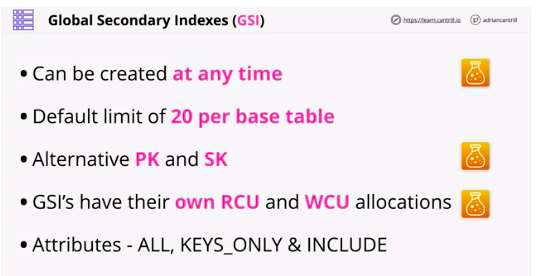 Global Secondary Indexes (GSI)
https://learn.cantrill.io
adriancantrill
• Can be created at any time
• Default limit of 20 per base table
• Alternative PK and SK
• GSI's have their own RCU and WCU allocations
• Attributes - ALL, KEYS_ONLY & INCLUDE